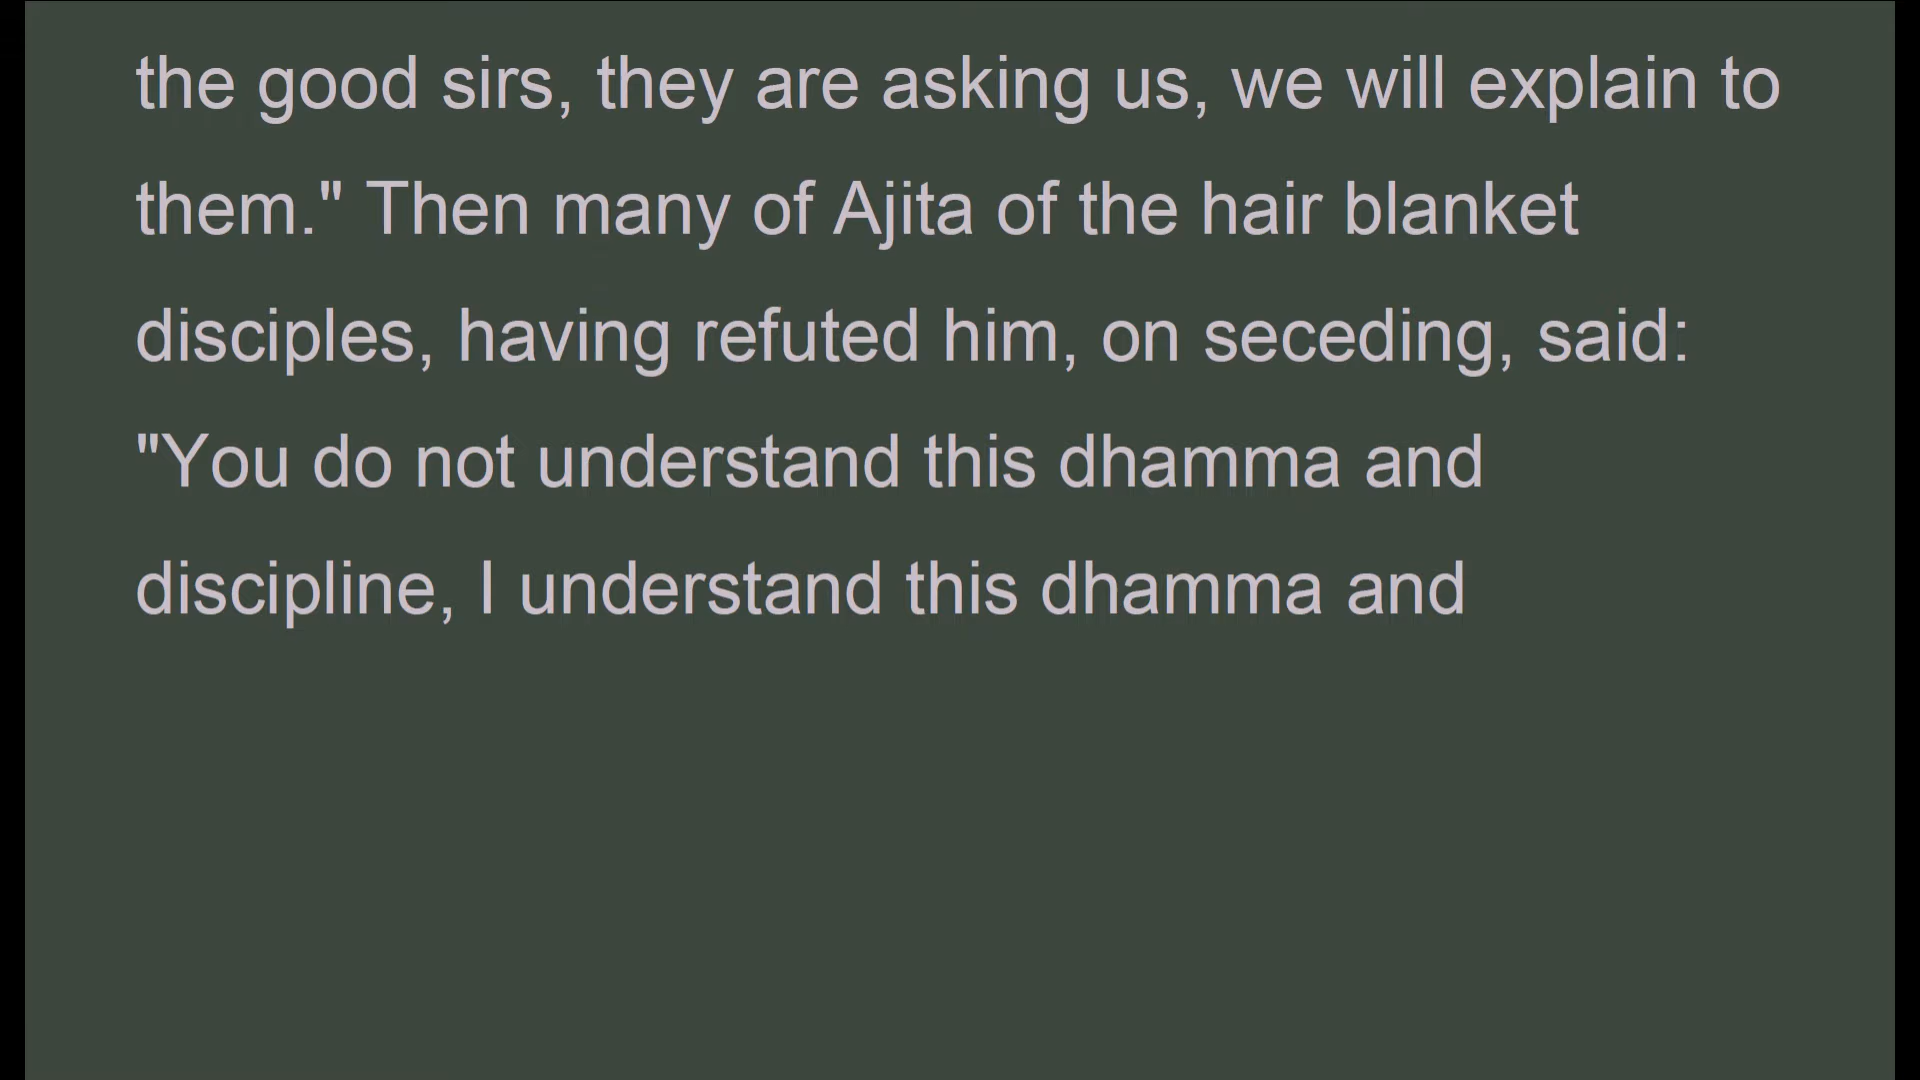 the good sirs, they are asking us, we will explain to
them." Then many of Ajita of the hair blanket
disciples, having refuted him, on seceding, said:
"You do not understand this dhamma and
discipline, I understand this dhamma and